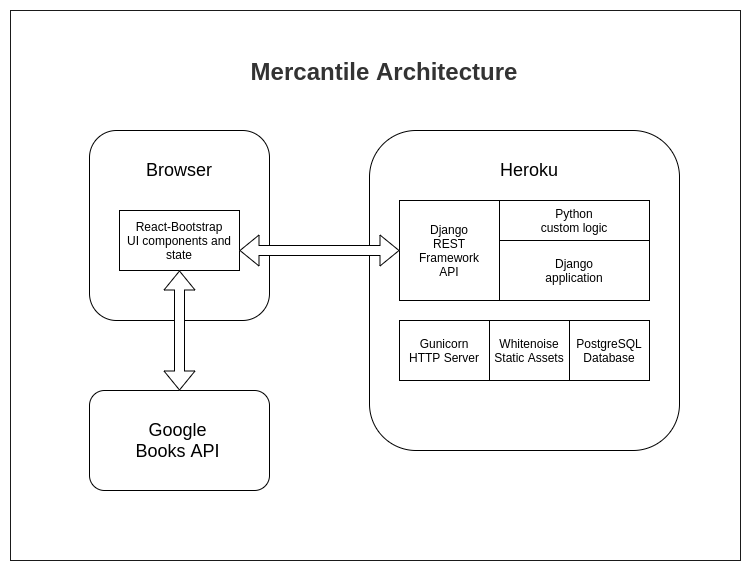 Mercantile Architecture
Browser
React-Bootstrap
UI components and
state
Heroku
Django
REST
Framework
API
Python
custom logic
Django
application
Gunicorn
HTTP Server
Whitenoise
Static Assets
PostgreSQL
Database
Google
Books API